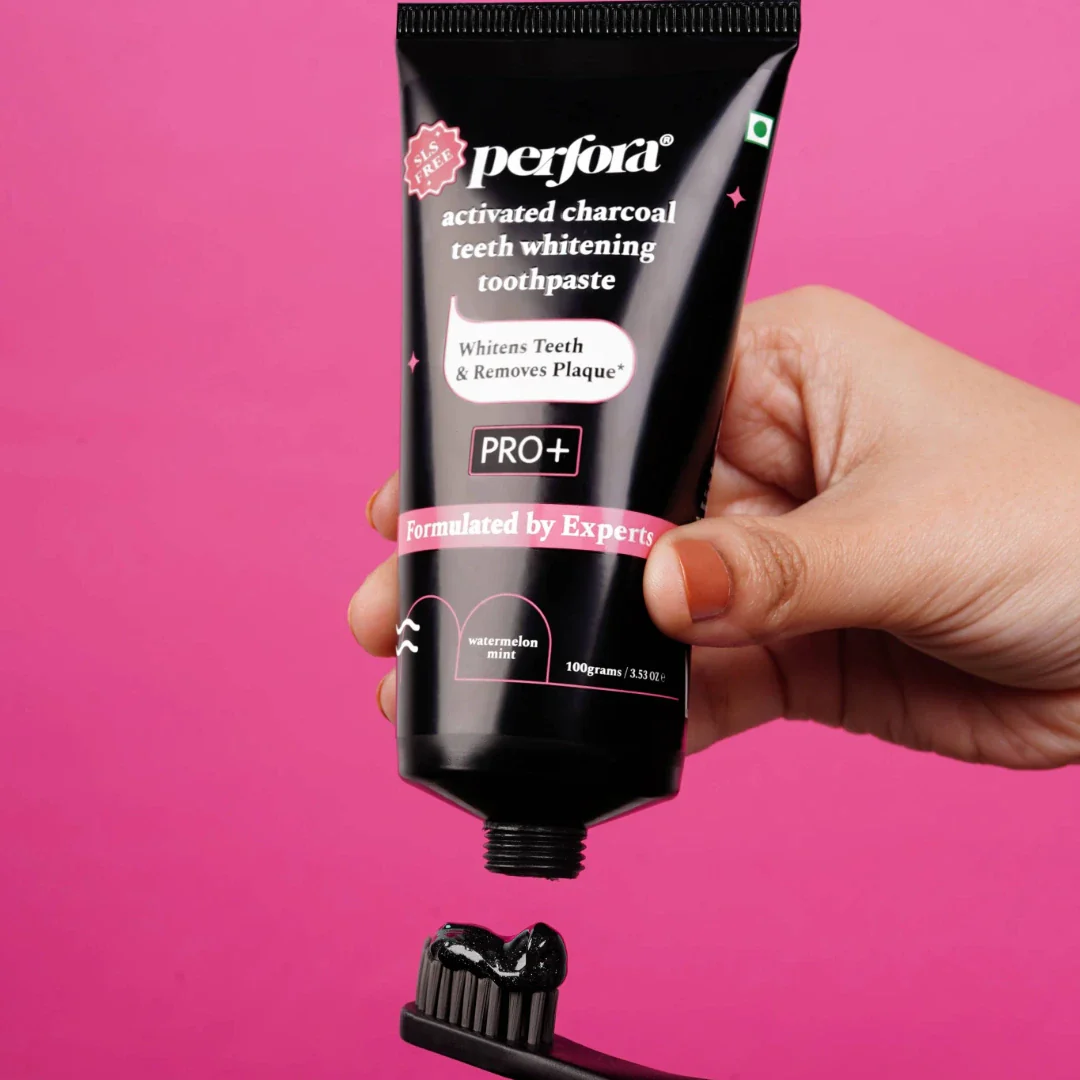 SLS
FREE
perfora®
activated charcoal
teeth whitening
toothpaste
Whitens Teeth
& Removes Plaque*
PRO+
Formulated by Experts
watermelon
mint
100grams / 3.53 OZ ℮